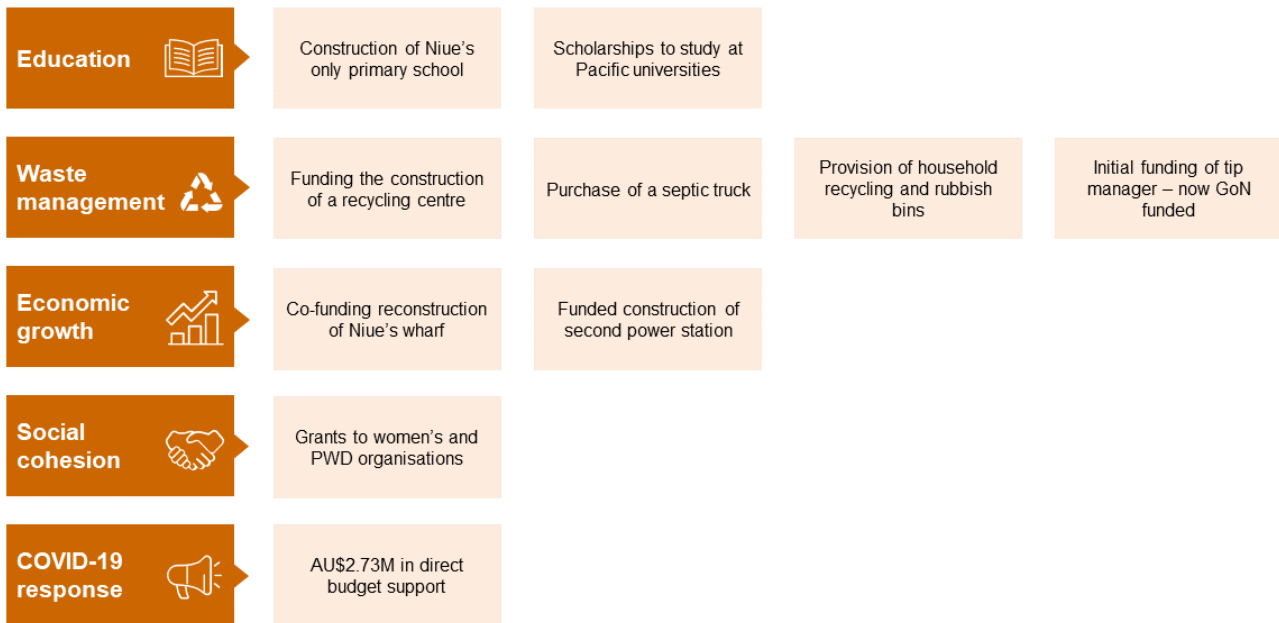 Education
Construction of Niue's
only primary school
Scholarships to study at
Pacific universities
Waste
management
Funding the construction
of a recycling centre
Purchase of a septic truck
Provision of household
recycling and rubbish
bins
Initial funding of tip
manager – now GoN
funded
Economic
growth
Co-funding reconstruction
of Niue's wharf
Funded construction of
second power station
Social
cohesion
Grants to women's and
PWD organisations
COVID-19
response
AU$2.73M in direct
budget support